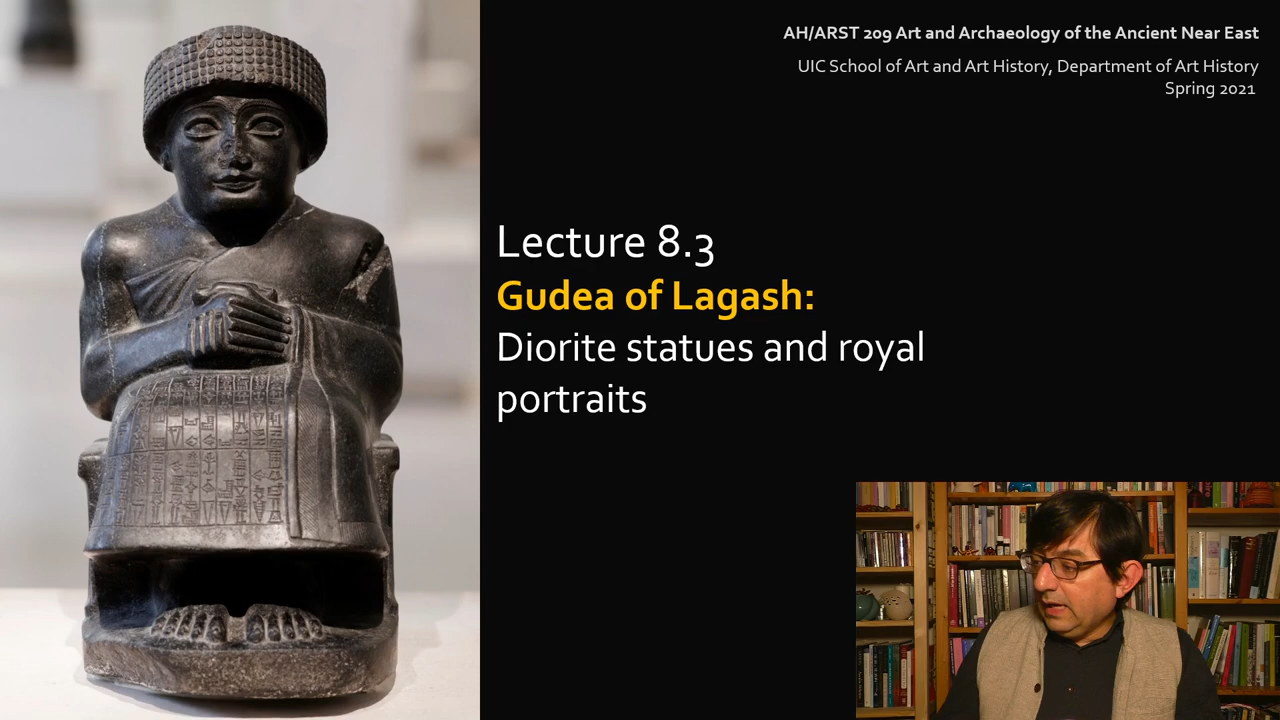 AH/ARST 209 Art and Archaeology of the Ancient Near East
UIC School of Art and Art History, Department of Art History
Spring 2021
Lecture 8.3
Gudea of Lagash:
Diorite statues and royal
portraits